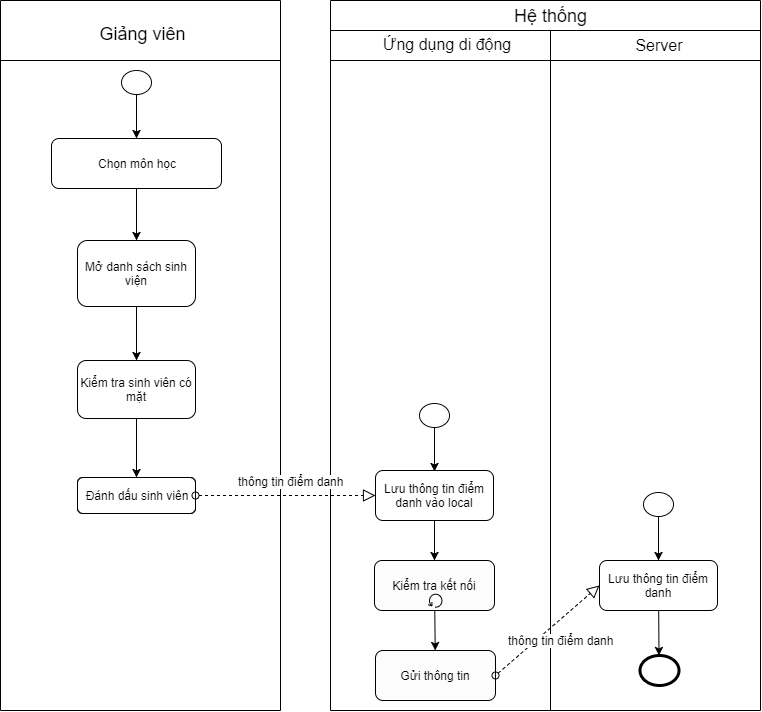 Giảng viên
Hệ thống
Ứng dụng di động
Server
Chọn môn học
Mở danh sách sinh
viện
Kiểm tra sinh viên có
mặt
Đánh dấu sinh viên
thông tin điểm danh
Lưu thông tin điểm
danh vào local
Kiểm tra kết nối
Gửi thông tin
thông tin điểm danh
Lưu thông tin điểm
danh